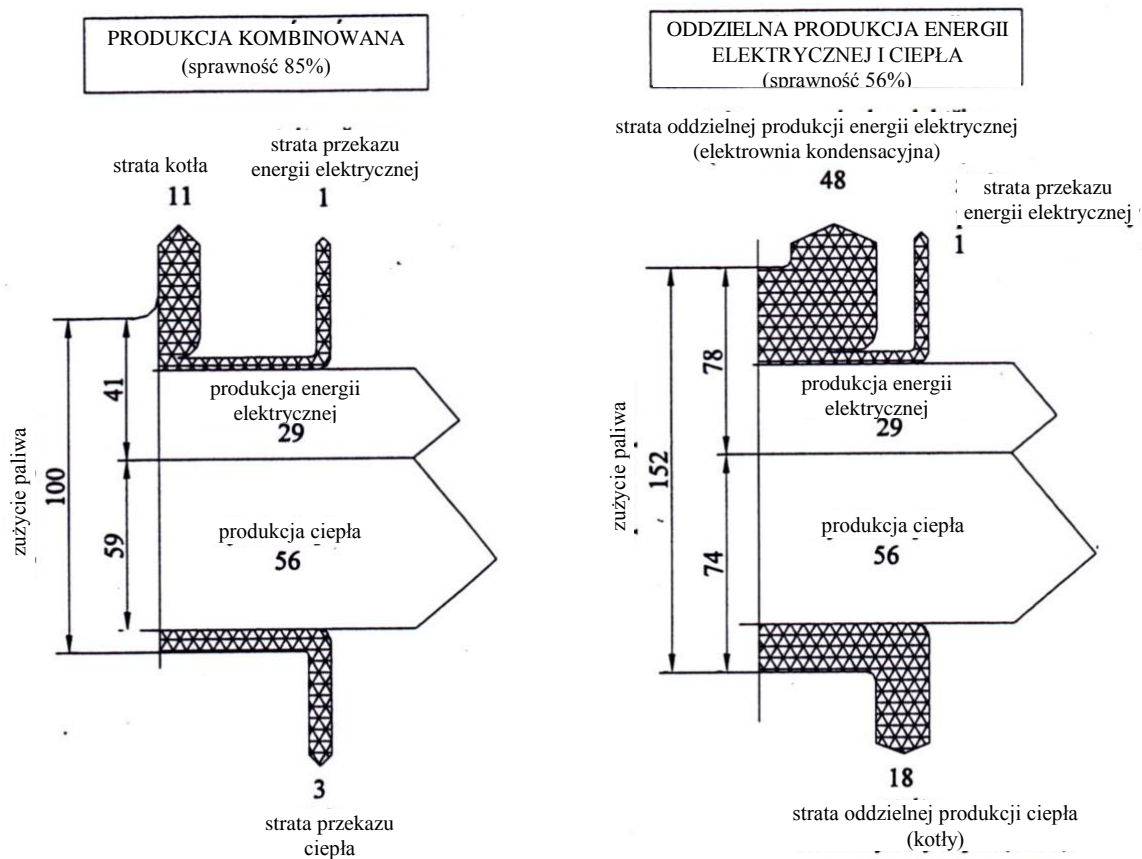 PRODUKCJA KOMBINOWANA
(sprawność 85%)
strata kotła
11
strata przekazu
energii elektrycznej
1
zużycie paliwa
100
41
59
produkcja energii
elektrycznej
29
produkcja ciepła
56
3
strata przekazu
ciepła
ODDZIELNA PRODUKCJA ENERGII
ELEKTRYCZNEJ I CIEPŁA
(sprawność 56%)
strata oddzielnej produkcji energii elektrycznej
(elektrownia kondensacyjna)
48
strata przekazu
energii elektrycznej
1
zużycie paliwa
152
78
74
produkcja energii
elektrycznej
29
produkcja ciepła
56
18
strata oddzielnej produkcji ciepła
(kotły)